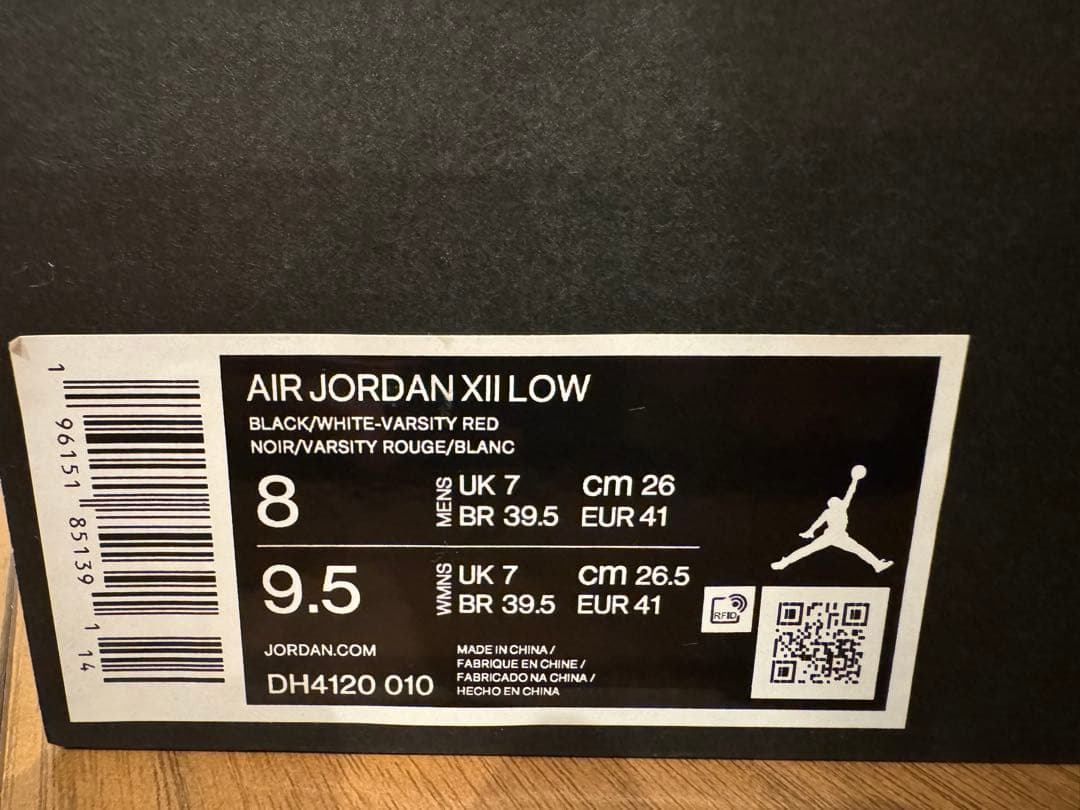 1 96151 85139 1 14
AIR JORDAN XII LOW
BLACK/WHITE-VARSITY RED
NOIR/VARSITY ROUGE/BLANC
8
MENS
UK 7 cm 26
BR 39.5 EUR 41
9.5
WMNS
UK 7 cm 26.5
BR 39.5 EUR 41
RFID
JORDAN.COM
DH4120 010
MADE IN CHINA /
FABRIQUE EN CHINE /
FABRICADO NA CHINA /
HECHO EN CHINA